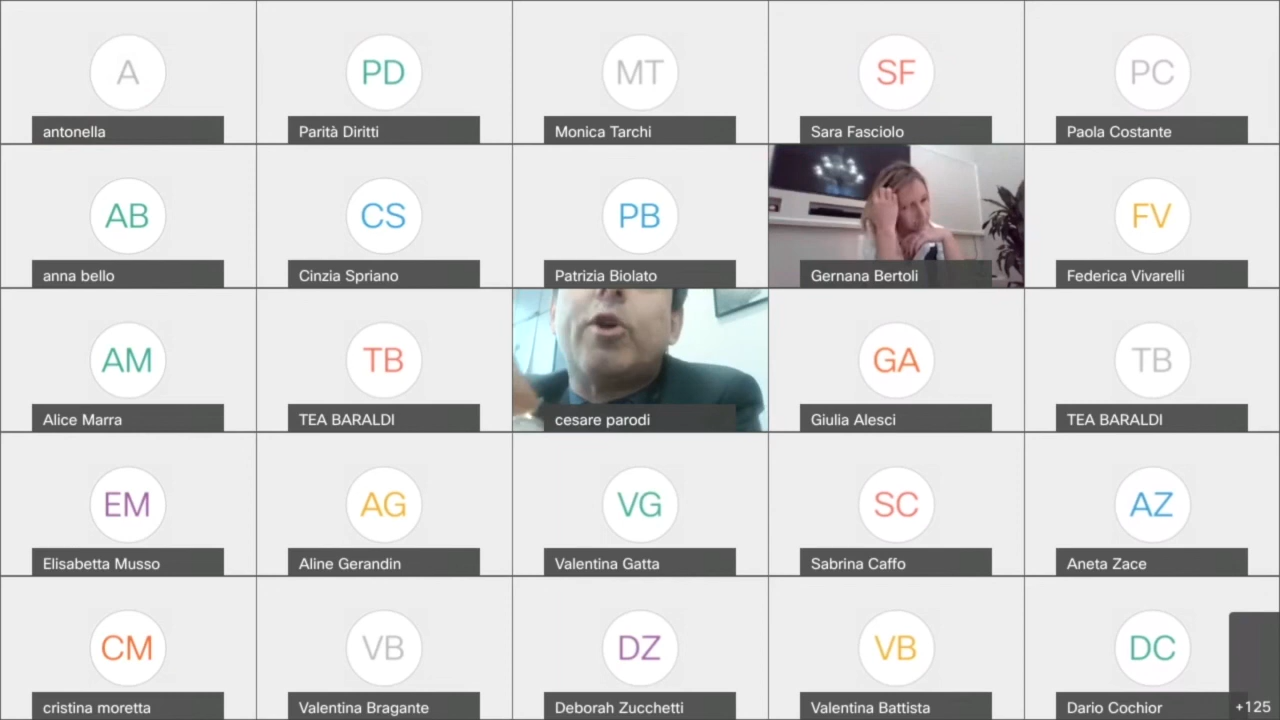 A
antonella
PD
Parità Diritti
MT
Monica Tarchi
SF
Sara Fasciolo
PC
Paola Costante
AB
anna bello
CS
Cinzia Spriano
PB
Patrizia Biolato
Gernana Bertoli
FV
Federica Vivarelli
AM
Alice Marra
TB
TEA BARALDI
cesare parodi
GA
Giulia Alesci
TB
TEA BARALDI
EM
Elisabetta Musso
AG
Aline Gerandin
VG
Valentina Gatta
SC
Sabrina Caffo
AZ
Aneta Zace
CM
cristina moretta
VB
Valentina Bragante
DZ
Deborah Zucchetti
VB
Valentina Battista
DC
Dario Cochior
+125